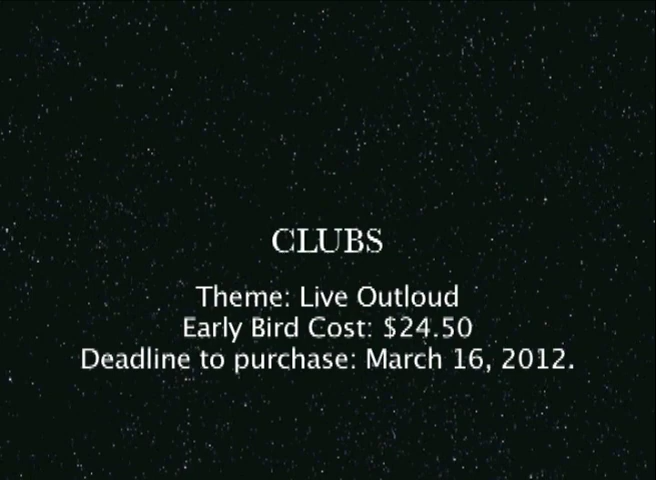 CLUBS
Theme: Live Outloud
Early Bird Cost: $24.50
Deadline to purchase: March 16, 2012.